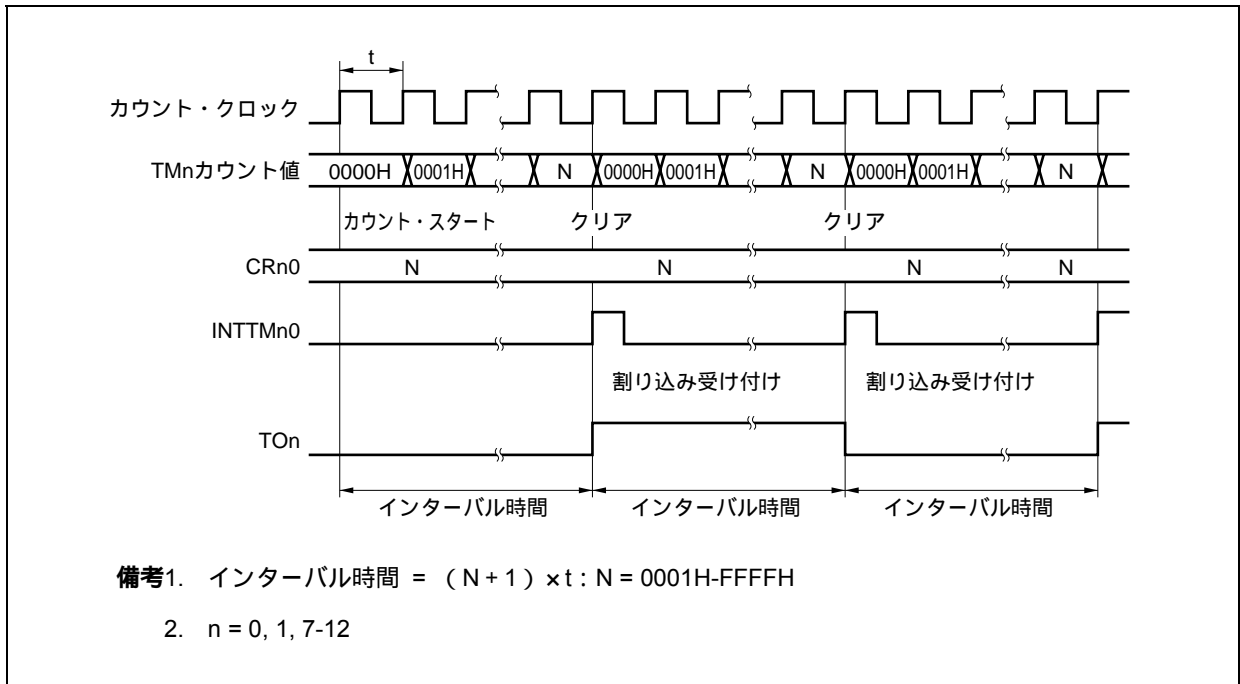 t
カウント・クロック
TMnカウント値 0000H 0001H N 0000H 0001H N 0000H 0001H N
カウント・スタート クリア クリア
CRn0 N N N N
INTTMn0
割り込み受け付け 割り込み受け付け
TOn
インターバル時間 インターバル時間 インターバル時間
備考1. インターバル時間 = (N+1)×t:N = 0001H-FFFFH
2. n = 0, 1, 7-12